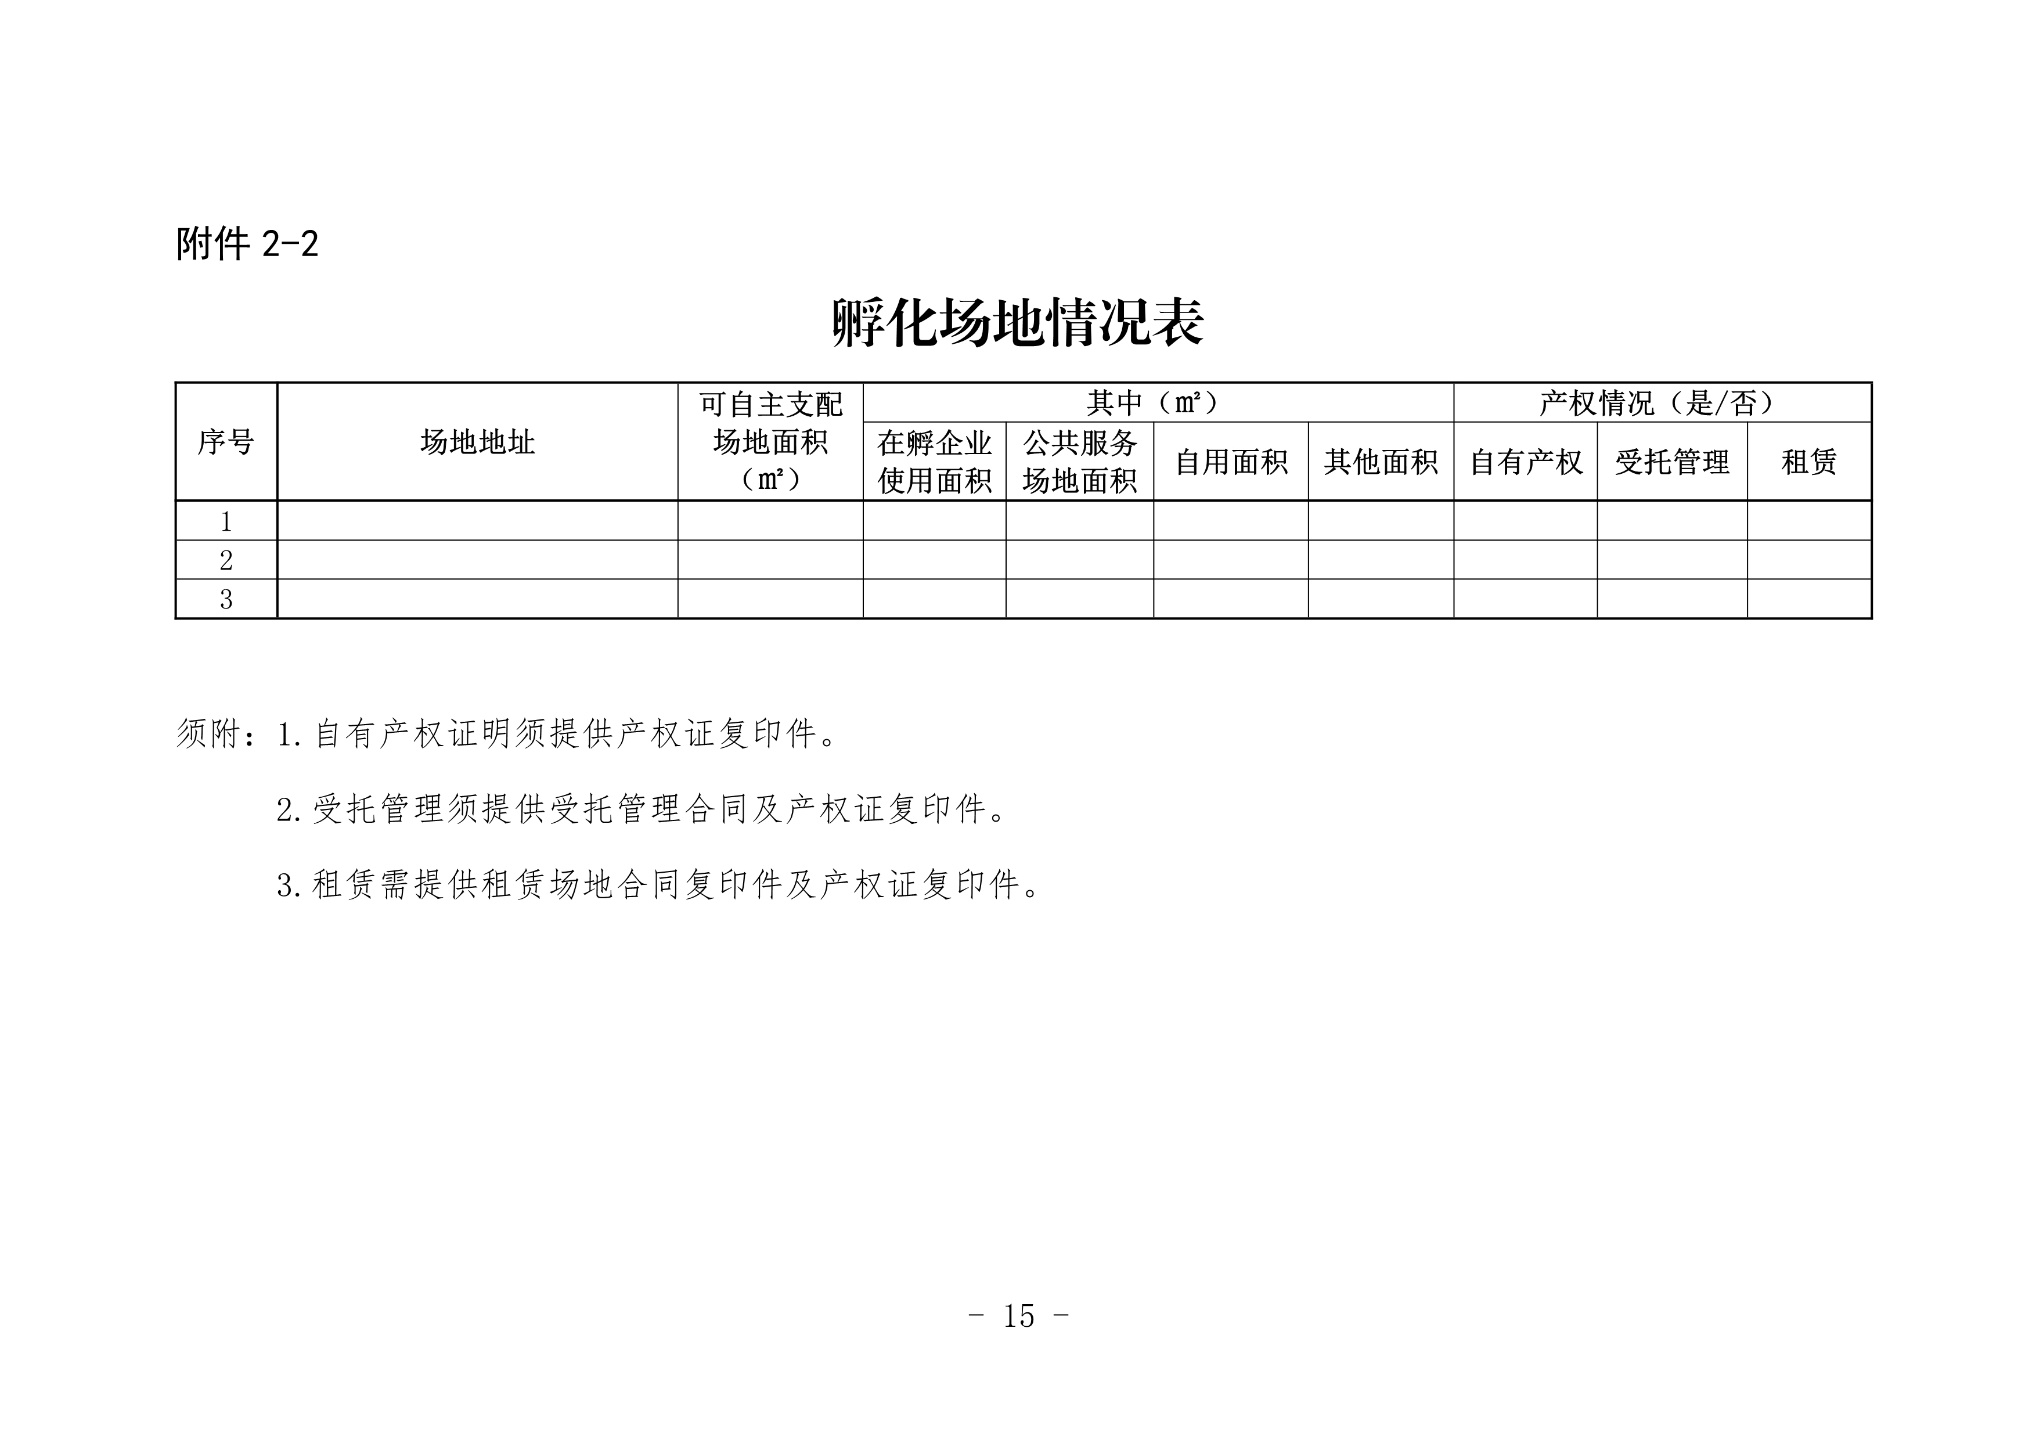 附件 2-2
孵化场地情况表
序号
场地地址
可自主支配
场地面积
（㎡）
其中（㎡）
产权情况（是/否）
在孵企业
使用面积
公共服务
场地面积
自用面积
其他面积
自有产权
受托管理
租赁
1
2
3
须附：1.自有产权证明须提供产权证复印件。
2.受托管理须提供受托管理合同及产权证复印件。
3.租赁需提供租赁场地合同复印件及产权证复印件。
- 15 -